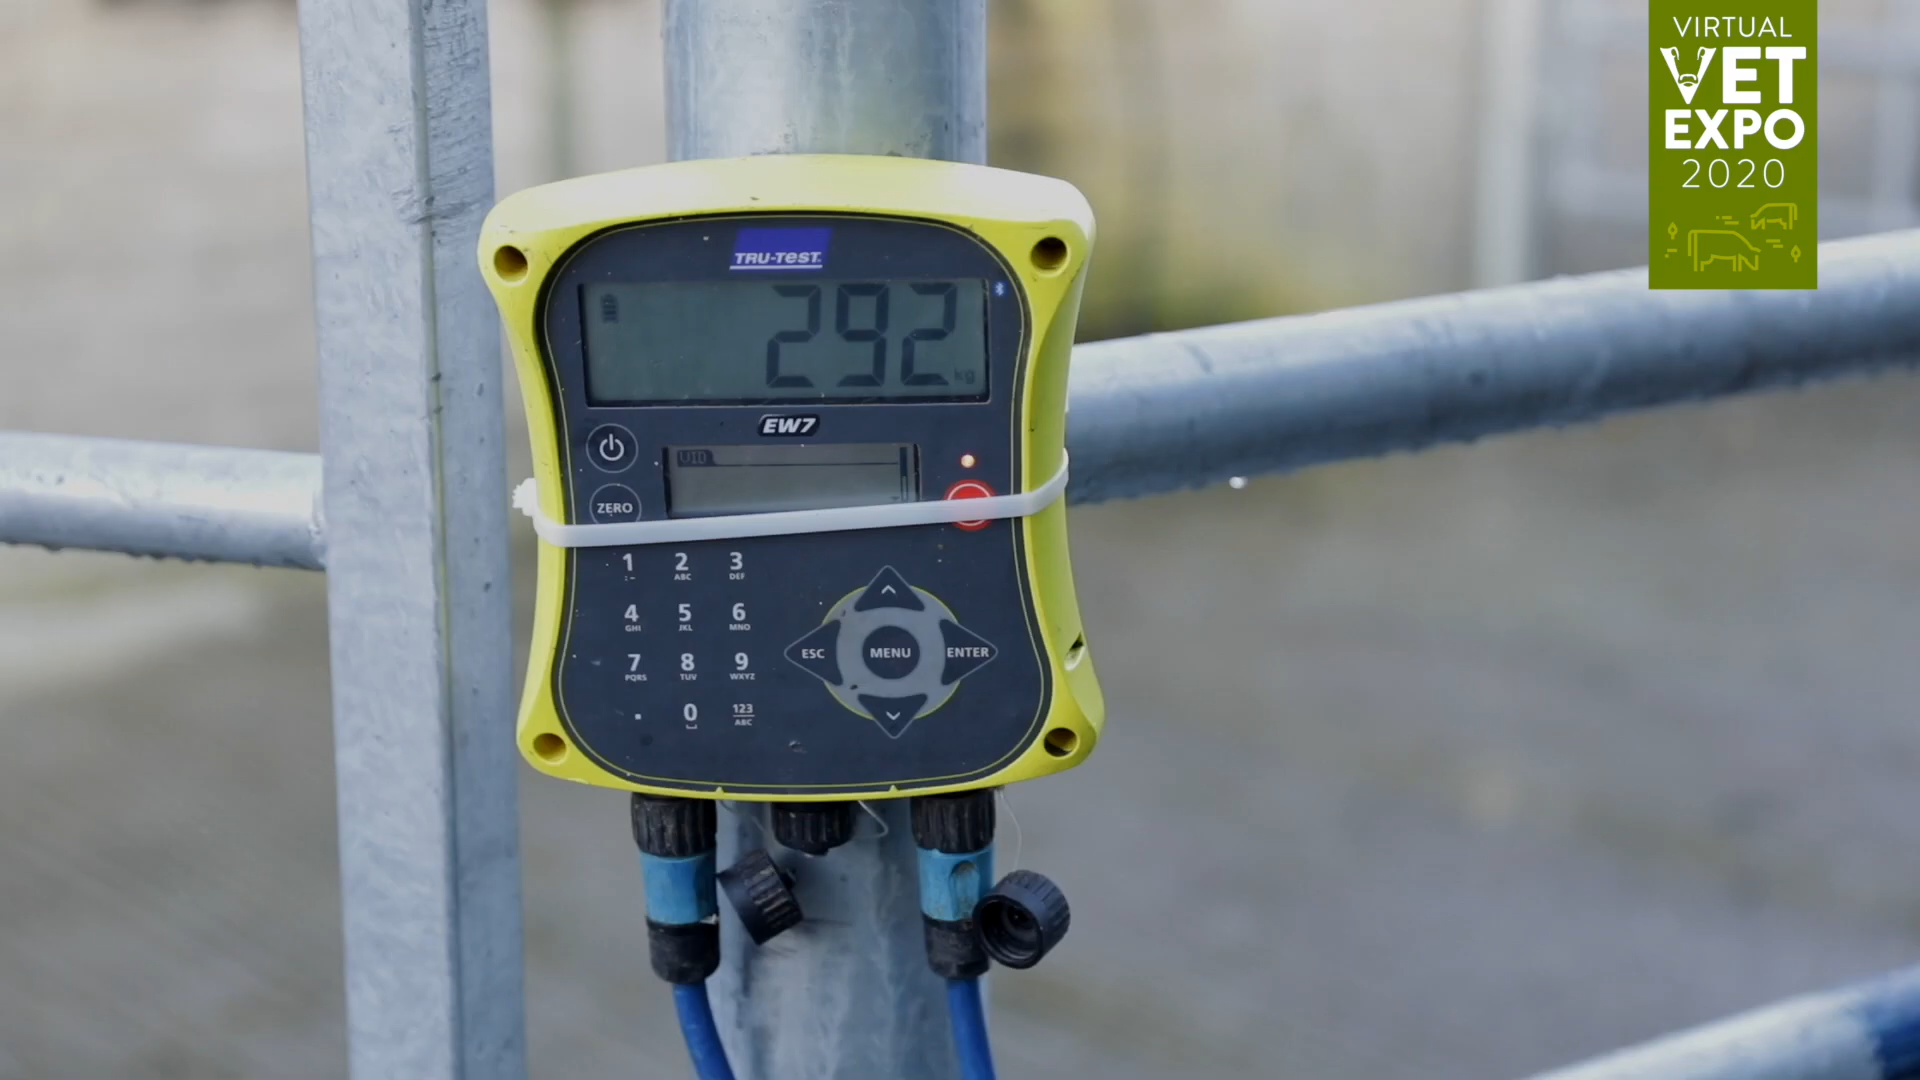 VIRTUAL
VET
EXPO
2020
TRU-TEST
292
kg
EW7
VID
ZERO
1 2 3
:- ABC DEF
4 5 6
GHI JKL MNO
7 8 9
PQRS TUV WXYZ
. 0 123
ABC
ESC MENU ENTER